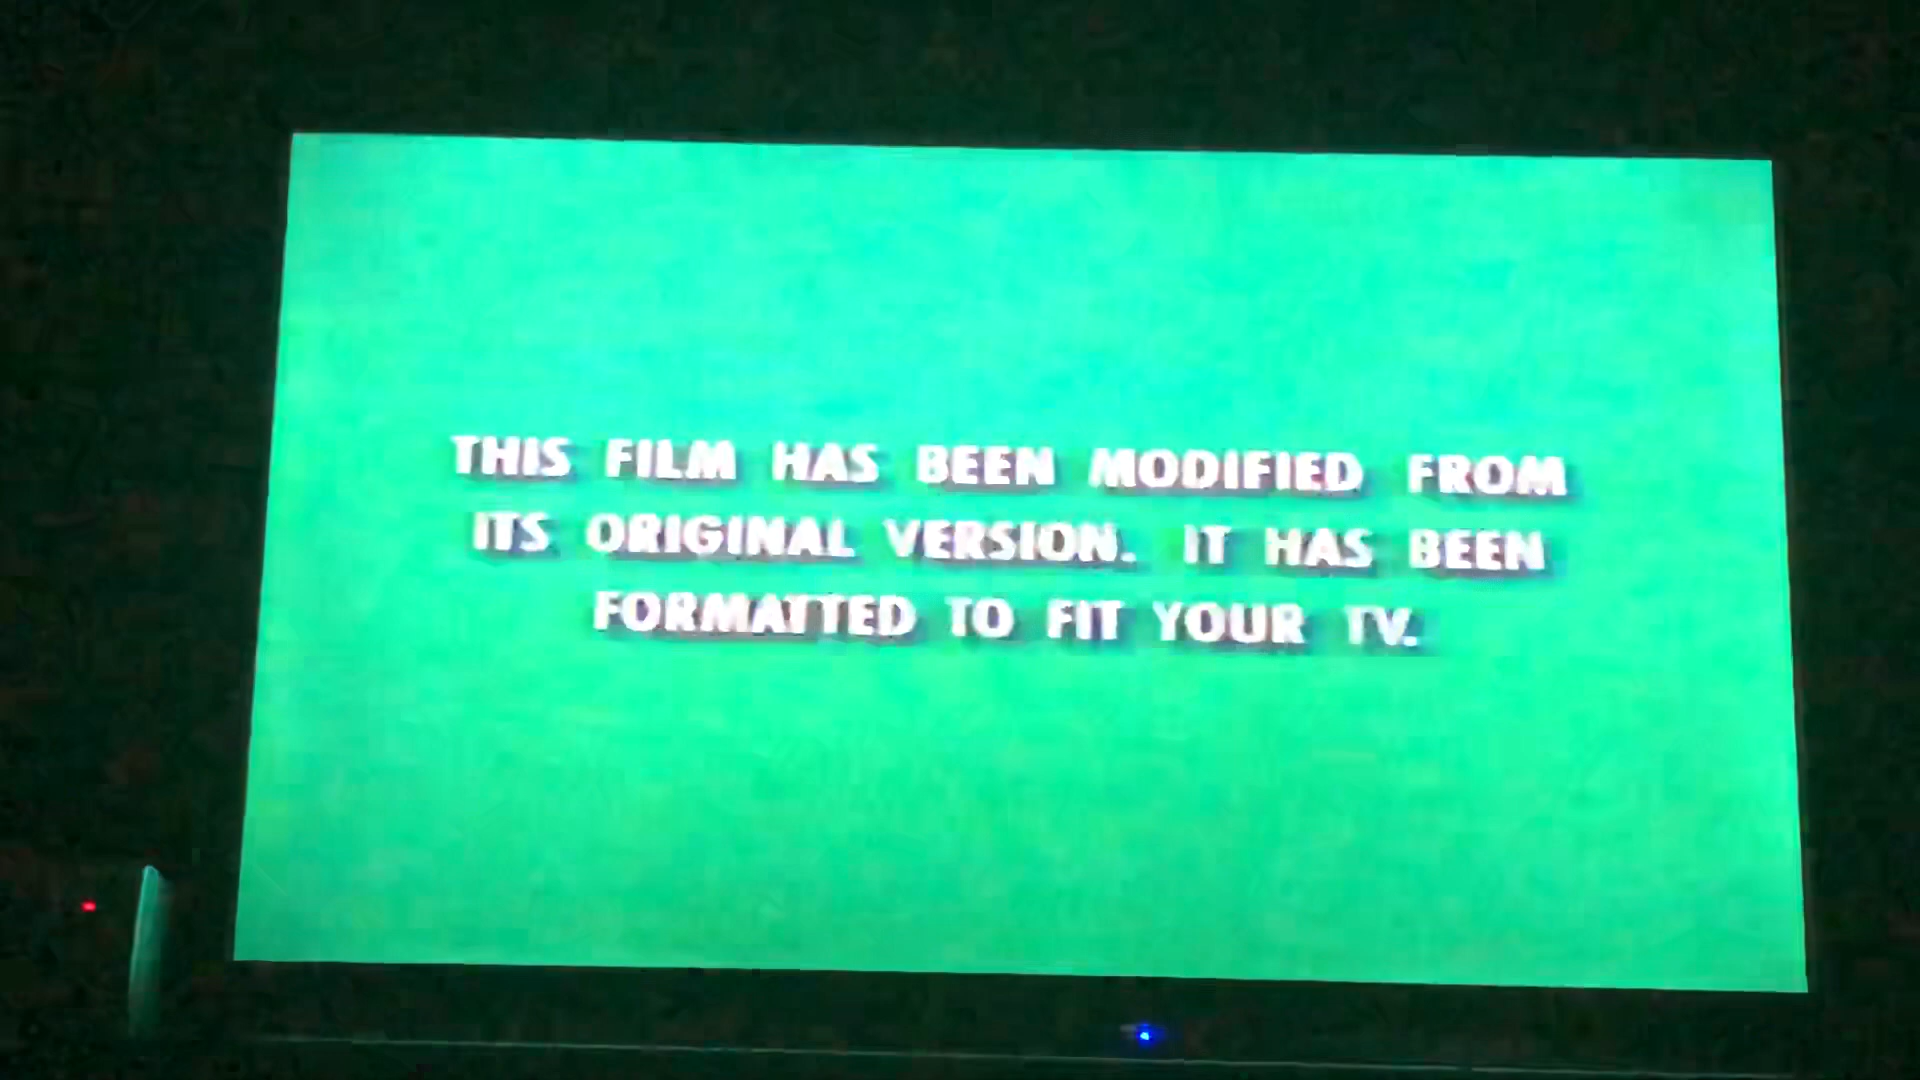 THIS FILM HAS BEEN MODIFIED FROM
ITS ORIGINAL VERSION. IT HAS BEEN
FORMATTED TO FIT YOUR TV.